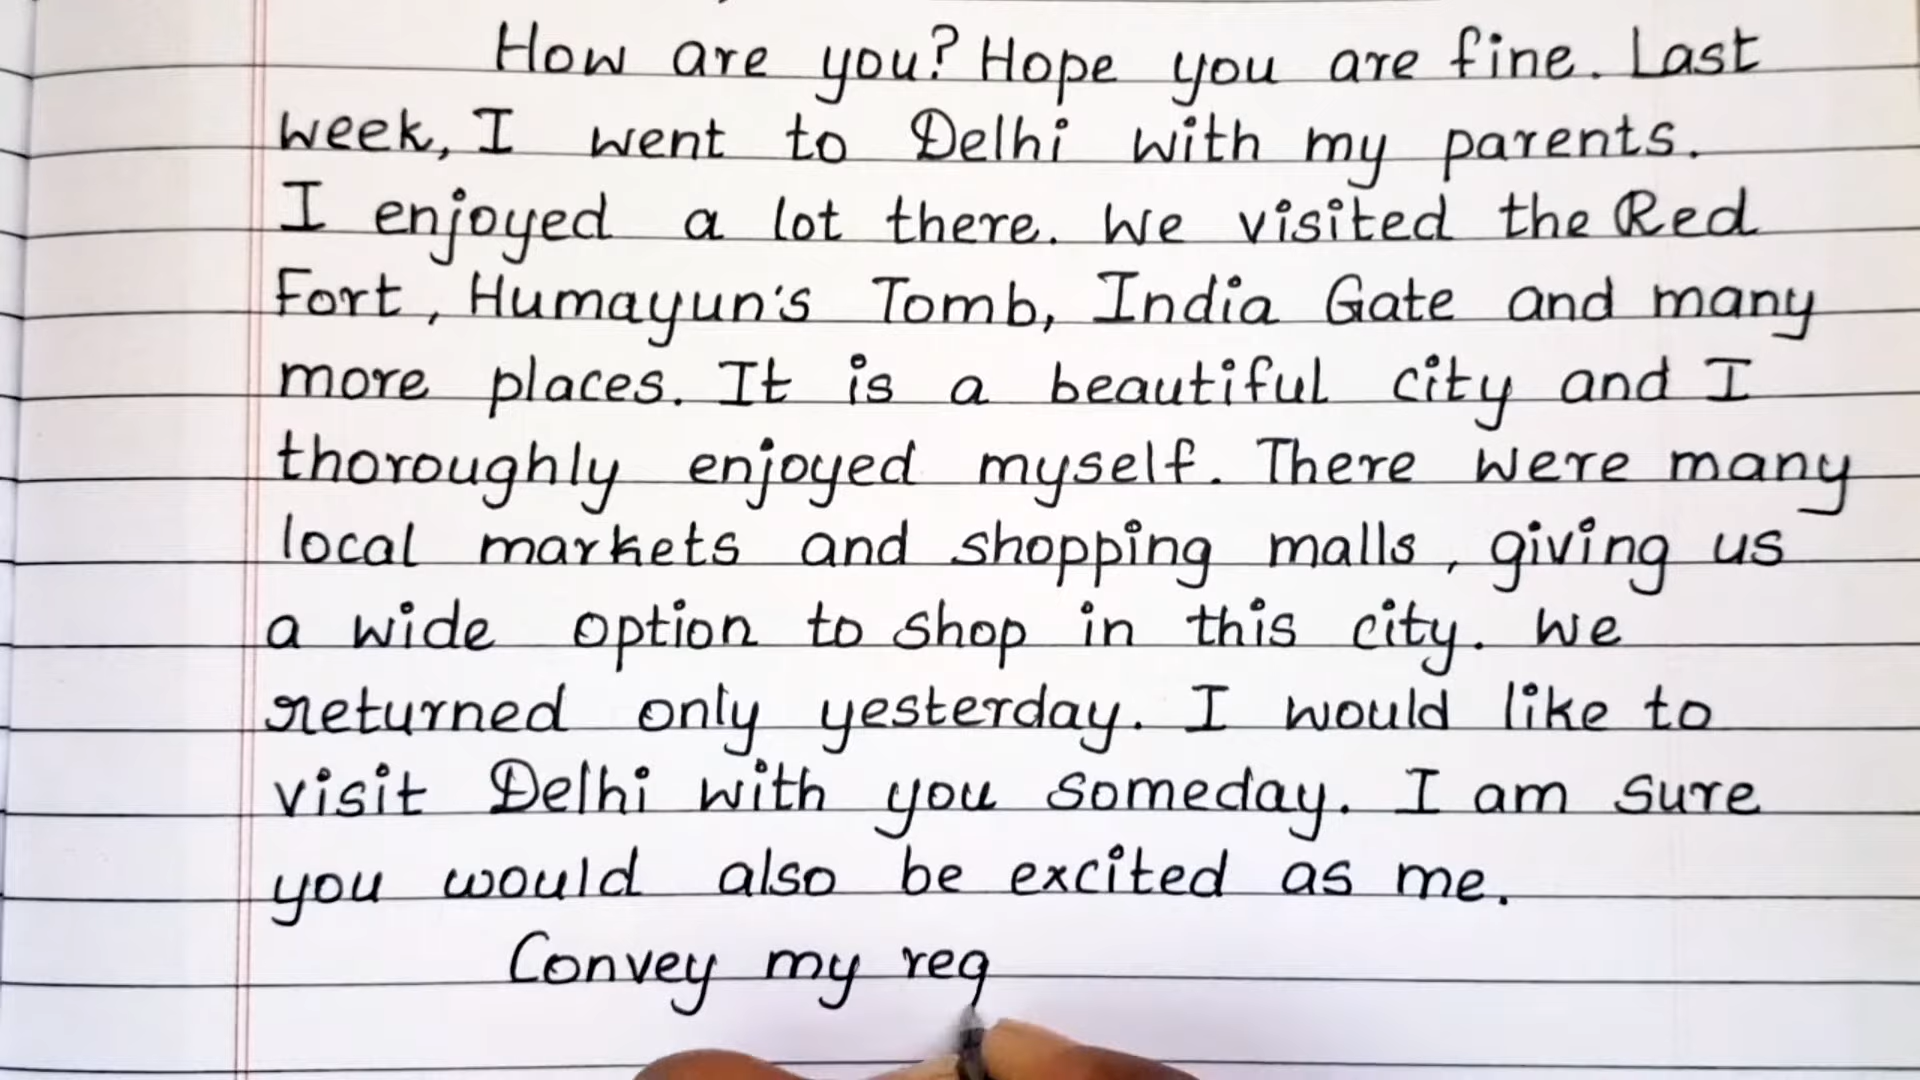 How are you? Hope you are fine. Last
week, I went to Delhi with my parents.
I enjoyed a lot there. We visited the Red
Fort, Humayun's Tomb, India Gate and many
more places. It is a beautiful city and I
thoroughly enjoyed myself. There were many
local markets and shopping malls, giving us
a wide option to shop in this city. We
returned only yesterday. I would like to
visit Delhi with you someday. I am sure
you would also be excited as me.
Convey my reg